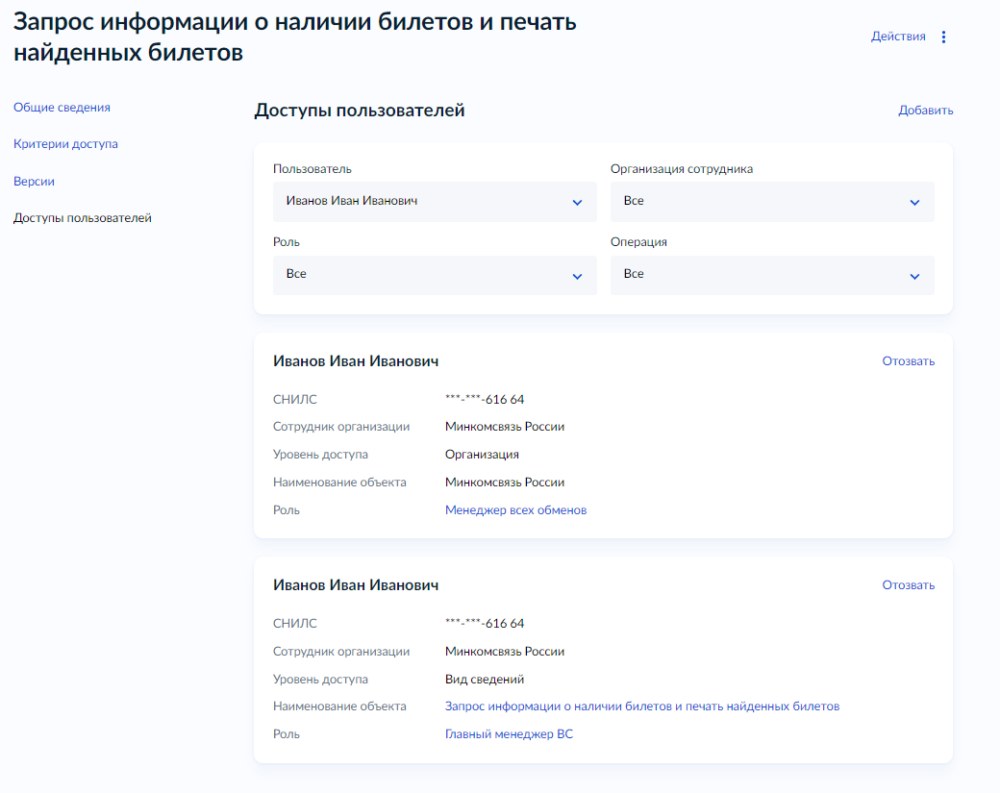 Запрос информации о наличии билетов и печать
найденных билетов
Действия
Общие сведения
Критерии доступа
Версии
Доступы пользователей
Доступы пользователей
Добавить
Пользователь
Организация сотрудника
Иванов Иван Иванович
Все
Роль
Операция
Все
Все
Иванов Иван Иванович
Отозвать
СНИЛС
***-***-616 64
Сотрудник организации
Минкомсвязь России
Уровень доступа
Организация
Наименование объекта
Минкомсвязь России
Роль
Менеджер всех обменов
Иванов Иван Иванович
Отозвать
СНИЛС
***-***-616 64
Сотрудник организации
Минкомсвязь России
Уровень доступа
Вид сведений
Наименование объекта
Запрос информации о наличии билетов и печать найденных билетов
Роль
Главный менеджер ВС